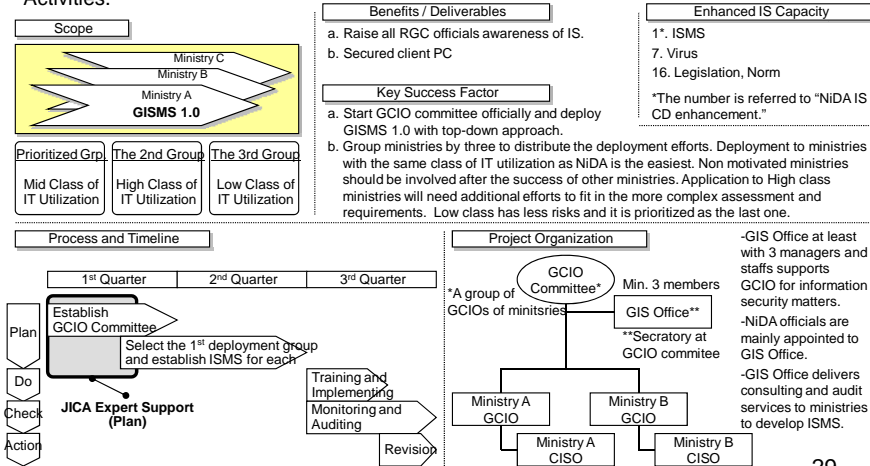 Activities:
Scope
Ministry C
Ministry B
Ministry A
GISMS 1.0
Prioritized Grp.
Mid Class of
IT Utilization
The 2nd Group
High Class of
IT Utilization
The 3rd Group
Low Class of
IT Utilization
Benefits / Deliverables
a. Raise all RGC officials awareness of IS.
b. Secured client PC
Key Success Factor
a. Start GCIO committee officially and deploy
GISMS 1.0 with top-down approach.
b. Group ministries by three to distribute the deployment efforts. Deployment to ministries
with the same class of IT utilization as NiDA is the easiest. Non motivated ministries
should be involved after the success of other ministries. Application to High class
ministries will need additional efforts to fit in the more complex assessment and
requirements. Low class has less risks and it is prioritized as the last one.
Enhanced IS Capacity
1*. ISMS
7. Virus
16. Legislation, Norm
*The number is referred to “NiDA IS
CD enhancement.”
Process and Timeline
1st Quarter
2nd Quarter
3rd Quarter
Plan
Do
Check
Action
Establish
GCIO Committee
Select the 1st deployment group
and establish ISMS for each
JICA Expert Support
(Plan)
Training and
Implementing
Monitoring and
Auditing
Revision
Project Organization
GCIO
Committee*
*A group of
GCIOs of minitsries
Min. 3 members
GIS Office**
**Secratory at
GCIO commitee
Ministry A
GCIO
Ministry B
GCIO
Ministry A
CISO
Ministry B
CISO
-GIS Office at least
with 3 managers and
staffs supports
GCIO for information
security matters.
-NiDA officials are
mainly appointed to
GIS Office.
-GIS Office delivers
consulting and audit
services to ministries
to develop ISMS.